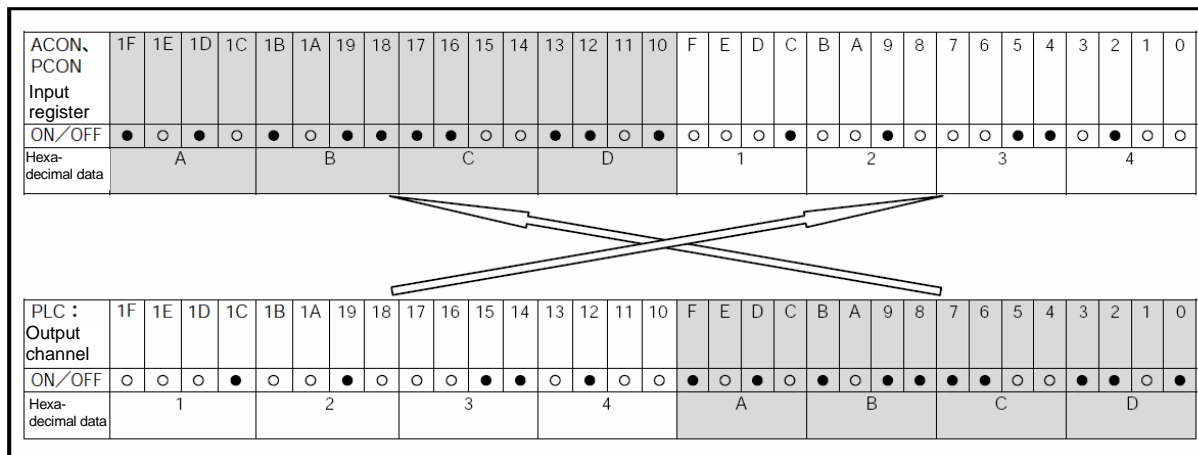 ACON、 1F 1E 1D 1C 1B 1A 19 18 17 16 15 14 13 12 11 10 F E D C B A 9 8 7 6 5 4 3 2 1 0
PCON
Input
register
ON／OFF ● ○ ● ○ ● ○ ● ● ● ● ○ ○ ● ● ○ ● ○ ○ ○ ● ○ ○ ● ○ ○ ○ ● ● ○ ● ○ ○
Hexa-
decimal data A B C D 1 2 3 4
PLC： 1F 1E 1D 1C 1B 1A 19 18 17 16 15 14 13 12 11 10 F E D C B A 9 8 7 6 5 4 3 2 1 0
Output
channel
ON／OFF ○ ○ ○ ● ○ ○ ● ○ ○ ○ ● ● ○ ● ○ ○ ● ○ ● ○ ● ○ ● ● ● ● ○ ○ ● ● ○ ●
Hexa-
decimal data 1 2 3 4 A B C D